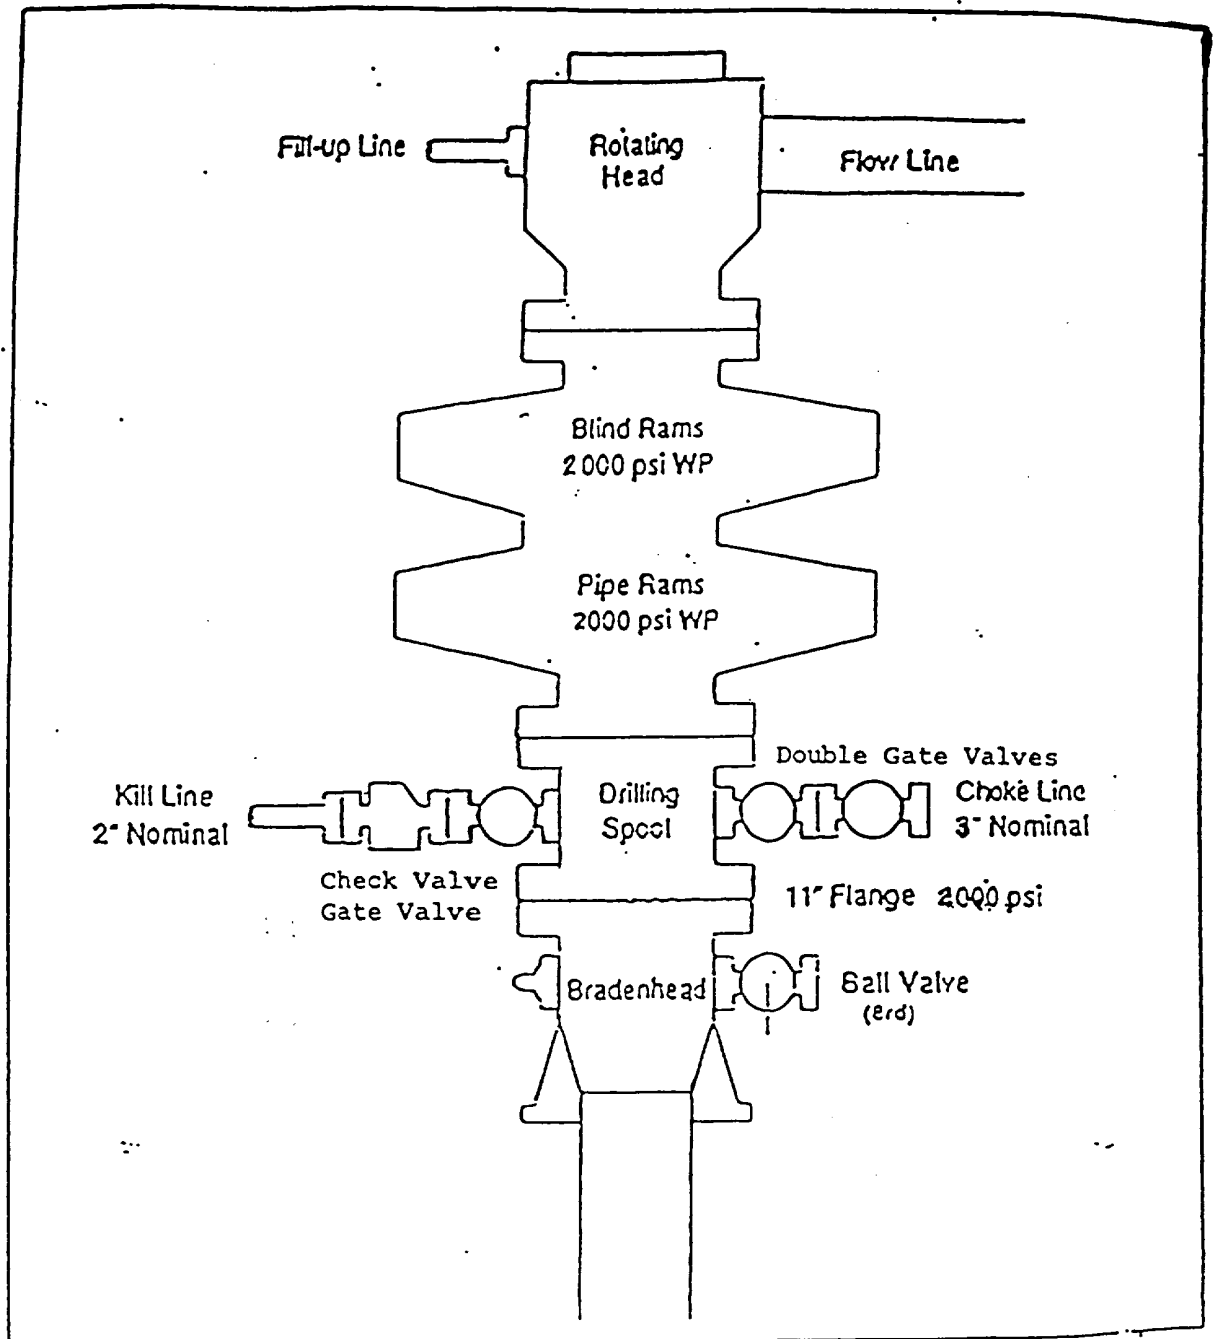 Fill-up Line
Rotating
Head
Flow Line
Blind Rams
2000 psi WP
Pipe Rams
2000 psi WP
Double Gate Valves
Kill Line
2" Nominal
Drilling
Spool
Choke Line
3" Nominal
Check Valve
Gate Valve
11" Flange 2000 psi
Bradenhead
Ball Valve
(8rd)